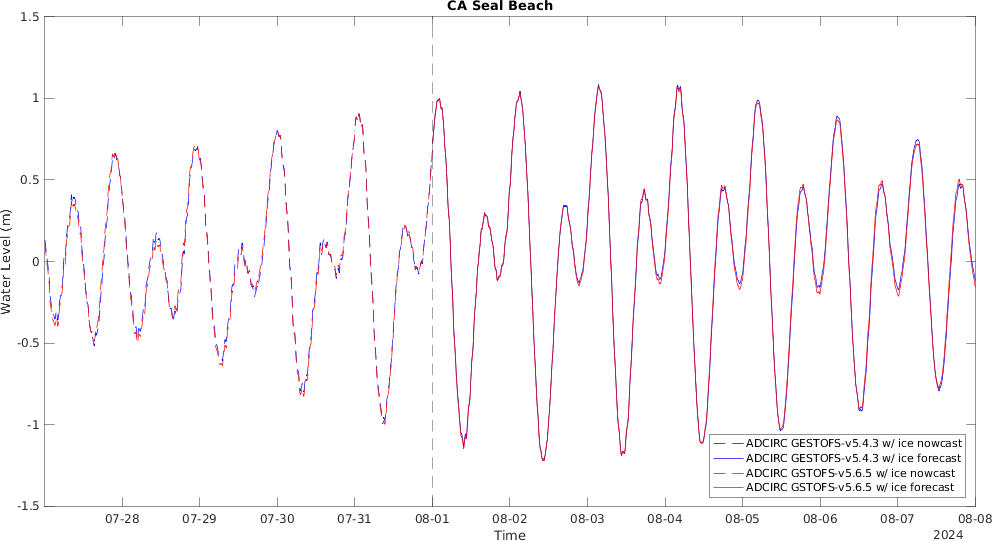 CA Seal Beach
1.5
1
0.5
0
-0.5
-1
-1.5
Water Level (m)
07-28 07-29 07-30 07-31 08-01 08-02 08-03 08-04 08-05 08-06 08-07 08-08
Time
2024
ADCIRC GESTOFS-v5.4.3 w/ ice nowcast
ADCIRC GESTOFS-v5.4.3 w/ ice forecast
ADCIRC GSTOFS-v5.6.5 w/ ice nowcast
ADCIRC GSTOFS-v5.6.5 w/ ice forecast